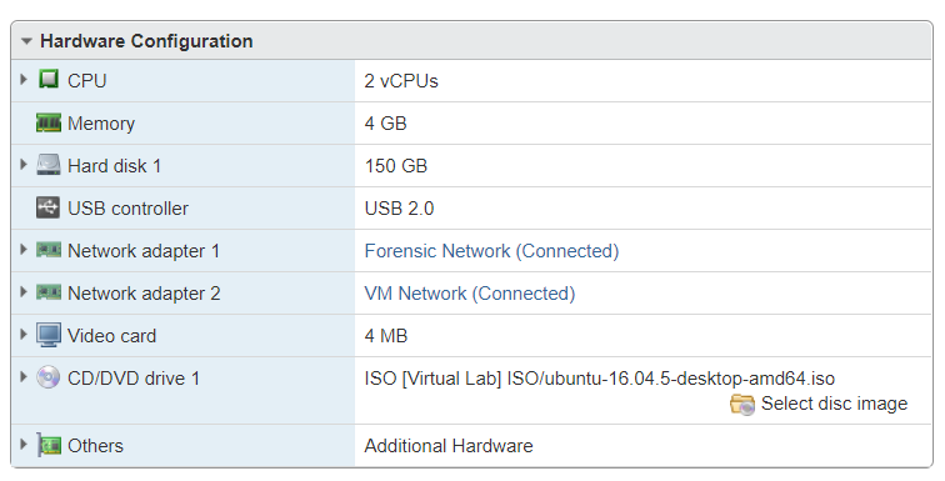 Hardware Configuration
CPU 2 vCPUs
Memory 4 GB
Hard disk 1 150 GB
USB controller USB 2.0
Network adapter 1 Forensic Network (Connected)
Network adapter 2 VM Network (Connected)
Video card 4 MB
CD/DVD drive 1 ISO [Virtual Lab] ISO/ubuntu-16.04.5-desktop-amd64.iso
Select disc image
Others Additional Hardware